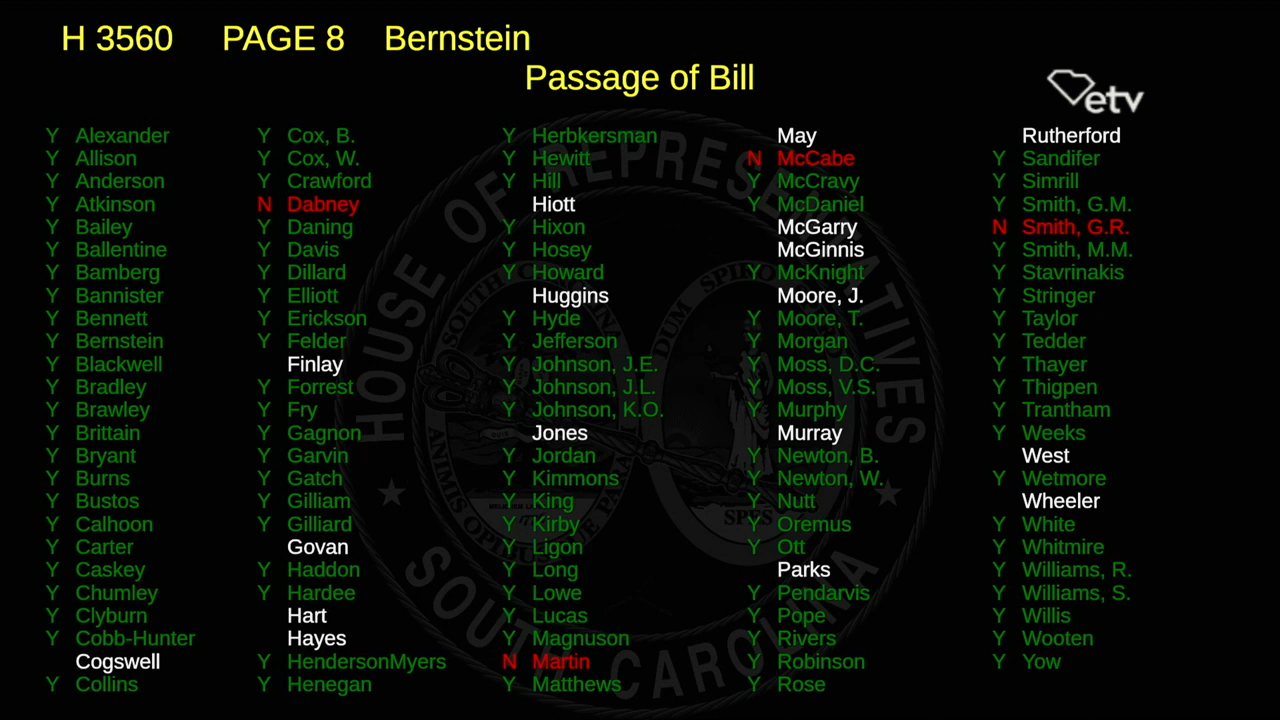 H 3560 PAGE 8 Bernstein
Passage of Bill
etv
Y Alexander
Y Allison
Y Anderson
Y Atkinson
Y Bailey
Y Ballentine
Y Bamberg
Y Bannister
Y Bennett
Y Bernstein
Y Blackwell
Y Bradley
Y Brawley
Y Brittain
Y Bryant
Y Burns
Y Bustos
Y Calhoon
Y Carter
Y Caskey
Y Chumley
Y Clyburn
Y Cobb-Hunter
Cogswell
Y Collins
Y Cox, B.
Y Cox, W.
Y Crawford
N Dabney
Y Daning
Y Davis
Y Dillard
Y Elliott
Y Erickson
Y Felder
Finlay
Y Forrest
Y Fry
Y Gagnon
Y Garvin
Y Gatch
Y Gilliam
Y Gilliard
Govan
Y Haddon
Y Hardee
Hart
Hayes
Y HendersonMyers
Y Henegan
Y Herbkersman
Y Hewitt
Y Hill
Hiott
Y Hixon
Y Hosey
Y Howard
Huggins
Y Hyde
Y Jefferson
Y Johnson, J.E.
Y Johnson, J.L.
Y Johnson, K.O.
Jones
Y Jordan
Y Kimmons
Y King
Y Kirby
Y Ligon
Y Long
Y Lowe
Y Lucas
Y Magnuson
N Martin
Y Matthews
May
N McCabe
Y McCravy
Y McDaniel
McGarry
McGinnis
Y McKnight
Moore, J.
Y Moore, T.
Y Morgan
Y Moss, D.C.
Y Moss, V.S.
Y Murphy
Murray
Y Newton, B.
Y Newton, W.
Y Nutt
Y Oremus
Y Ott
Parks
Y Pendarvis
Y Pope
Y Rivers
Y Robinson
Y Rose
Rutherford
Y Sandifer
Y Simrill
Y Smith, G.M.
N Smith, G.R.
Y Smith, M.M.
Y Stavrinakis
Y Stringer
Y Taylor
Y Tedder
Y Thayer
Y Thigpen
Y Trantham
Y Weeks
West
Y Wetmore
Wheeler
Y White
Y Whitmire
Y Williams, R.
Y Williams, S.
Y Willis
Y Wooten
Y Yow
HOUSE OF REPRESENTATIVES
SOUTH CAROLINA
SPES